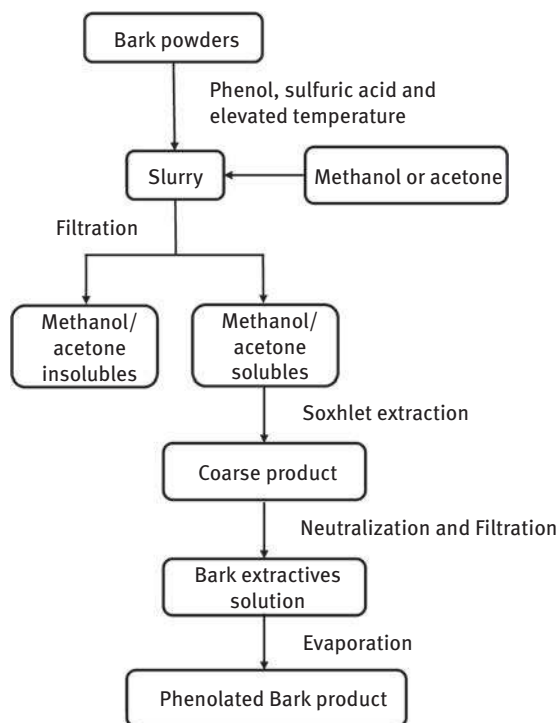 Bark powders
Phenol, sulfuric acid and
elevated temperature
Slurry
Methanol or acetone
Filtration
Methanol/
acetone
insolubles
Methanol/
acetone
solubles
Soxhlet extraction
Coarse product
Neutralization and Filtration
Bark extractives
solution
Evaporation
Phenolated Bark product